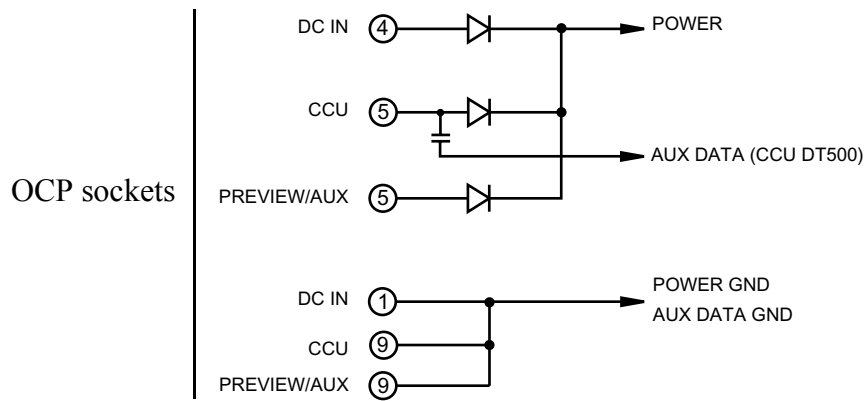 DC IN 4 POWER
CCU 5
AUX DATA (CCU DT500)
OCP sockets
PREVIEW/AUX 5
POWER GND
DC IN 1
AUX DATA GND
CCU 9
PREVIEW/AUX 9